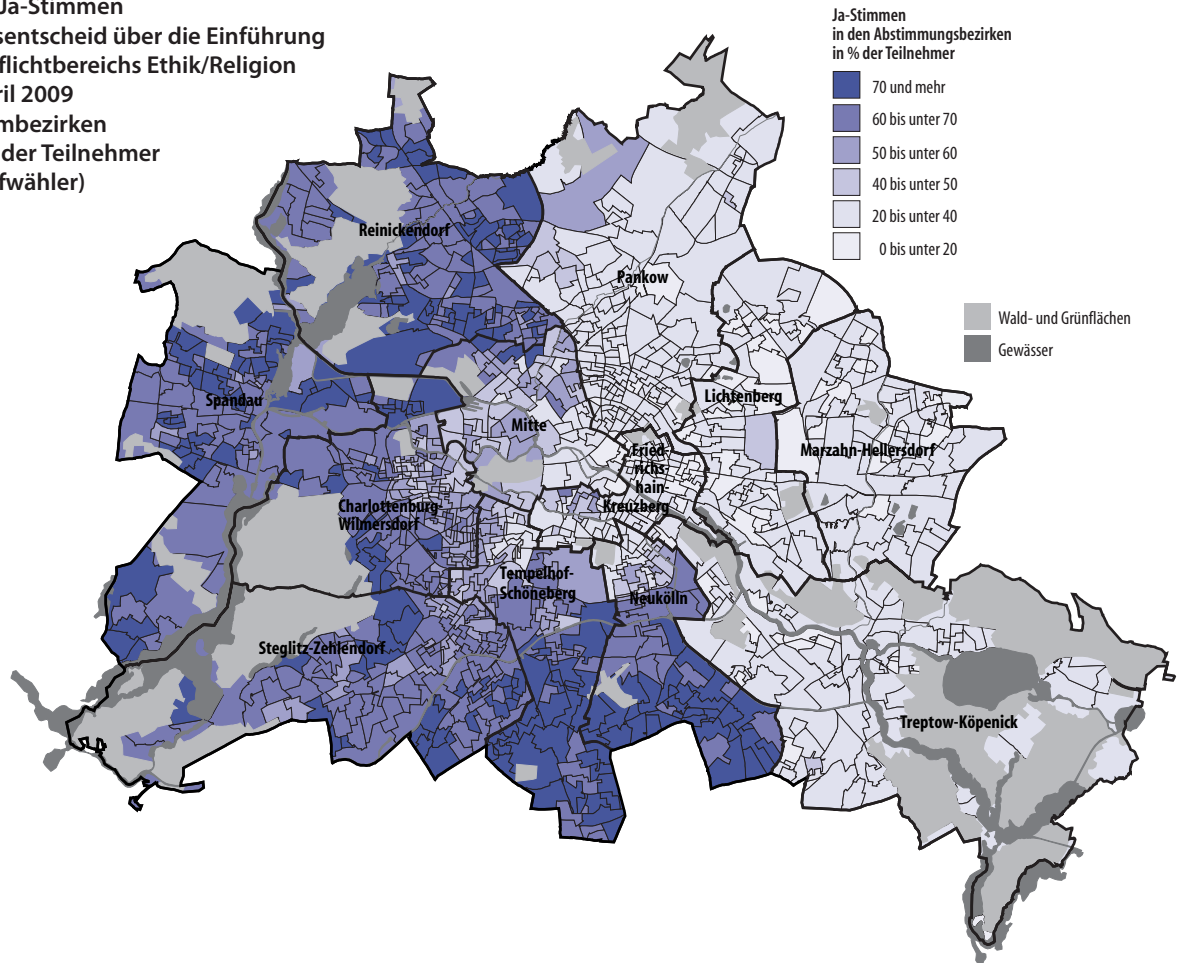 Ja-Stimmen
sentscheid über die Einführung
flichtbereichs Ethik/Religion
ril 2009
mbezirken
der Teilnehmer
fwähler)
Ja-Stimmen
in den Abstimmungsbezirken
in % der Teilnehmer
70 und mehr
60 bis unter 70
50 bis unter 60
40 bis unter 50
20 bis unter 40
0 bis unter 20
Wald- und Grünflächen
Gewässer
Reinickendorf
Pankow
Spandau
Lichtenberg
Mitte
Marzahn-Hellersdorf
Fried-
richs-
hain-
Kreuzberg
Charlottenburg-
Wilmersdorf
Tempelhof-
Schöneberg
Neukölln
Steglitz-Zehlendorf
Treptow-Köpenick